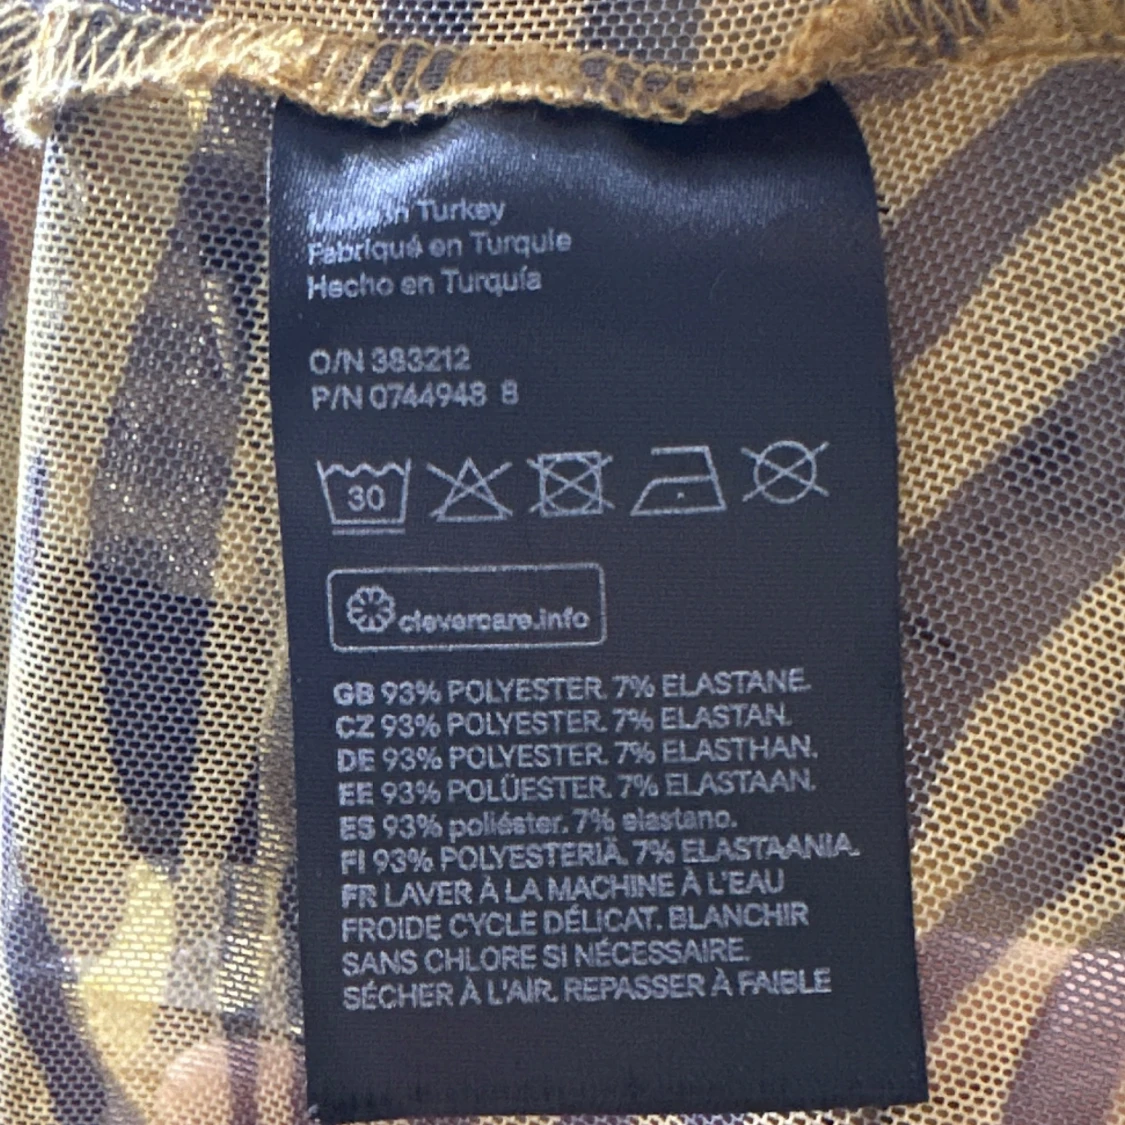 Made in Turkey
Fabriqué en Turquie
Hecho en Turquía
O/N 383212
P/N 0744948 8
30
clevercare.info
GB 93% POLYESTER. 7% ELASTANE.
CZ 93% POLYESTER. 7% ELASTAN.
DE 93% POLYESTER. 7% ELASTHAN.
EE 93% POLÜESTER. 7% ELASTAAN.
ES 93% poliéster. 7% elastano.
FI 93% POLYESTERIÄ. 7% ELASTAANIA.
FR LAVER À LA MACHINE À L'EAU
FROIDE CYCLE DÉLICAT. BLANCHIR
SANS CHLORE SI NÉCESSAIRE.
SÉCHER À L'AIR. REPASSER À FAIBLE